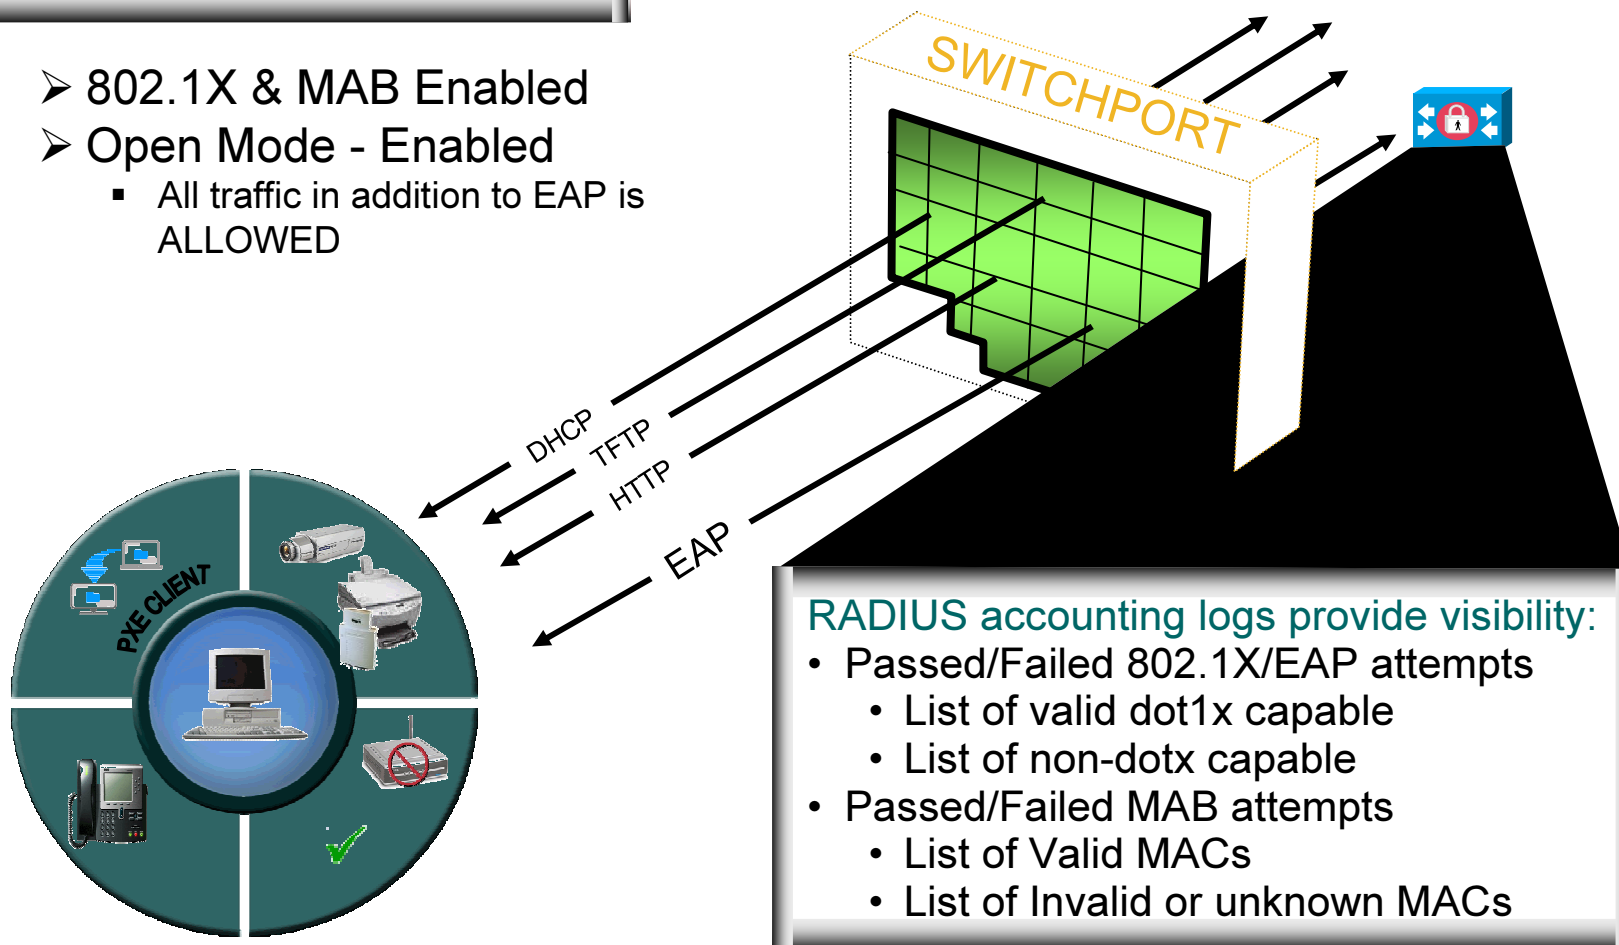 ➢ 802.1X & MAB Enabled
➢ Open Mode - Enabled
▪ All traffic in addition to EAP is
ALLOWED
SWITCHPORT
DHCP
TFTP
HTTP
EAP
PXE CLIENT
RADIUS accounting logs provide visibility:
• Passed/Failed 802.1X/EAP attempts
• List of valid dot1x capable
• List of non-dotx capable
• Passed/Failed MAB attempts
• List of Valid MACs
• List of Invalid or unknown MACs